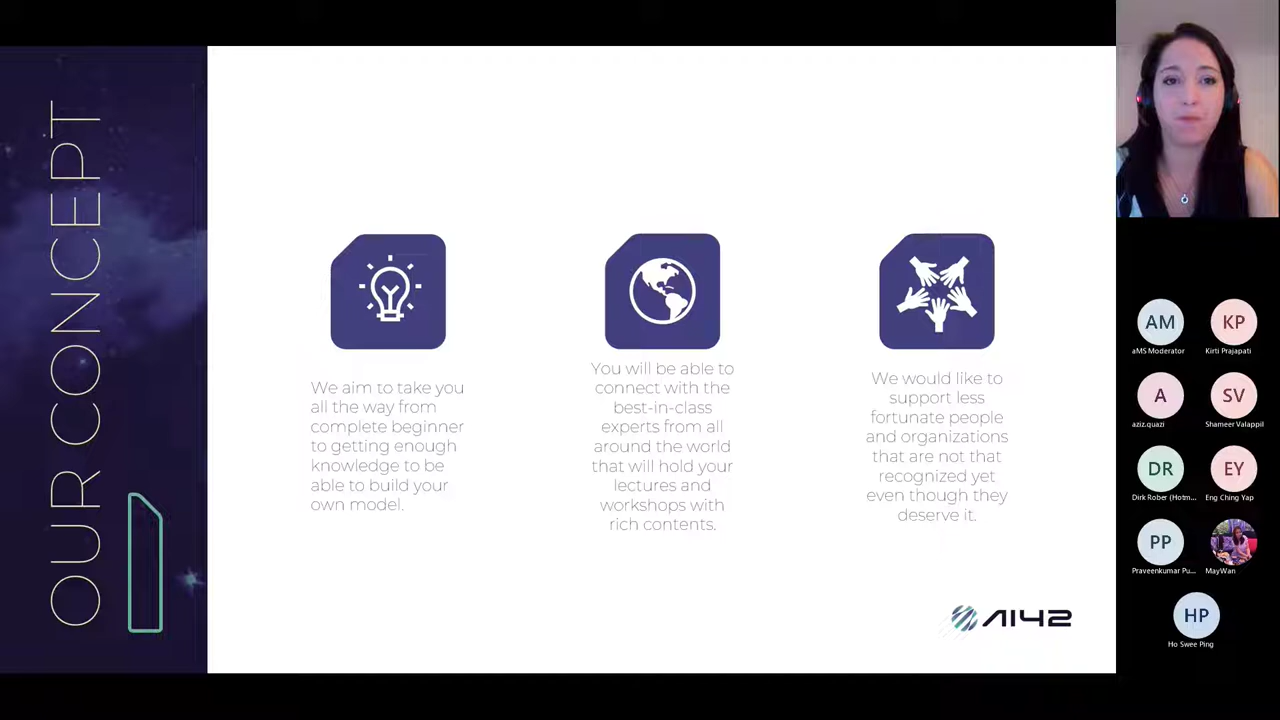 OUR CONCEPT
We aim to take you
all the way from
complete beginner
to getting enough
knowledge to be
able to build your
own model.
You will be able to
connect with the
best-in-class
experts from all
around the world
that will hold your
lectures and
workshops with
rich contents.
We would like to
support less
fortunate people
and organizations
that are not that
recognized yet
even though they
deserve it.
AI42
AM
aMS Moderator
KP
Kirti Prajapati
A
aziz.quazi
SV
Shameer Valappil
DR
Dirk Rober (Hotm...
EY
Eng Ching Yap
PP
Praveenkumar Pu...
MayWan
HP
Ho Swee Ping